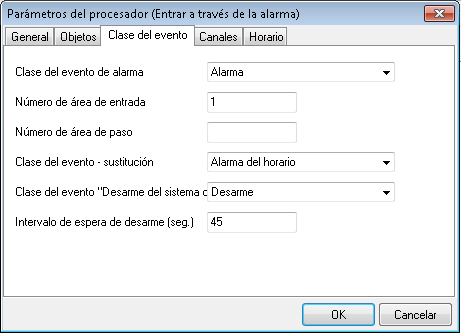 Parámetros del procesador (Entrar a través de la alarma)
General Objetos Clase del evento Canales Horario
Clase del evento de alarma Alarma
Número de área de entrada 1
Número de área de paso
Clase del evento - sustitución Alarma del horario
Clase del evento "Desarme del sistema Desarme
Intervalo de espera de desarme (seg.) 45
OK Cancelar